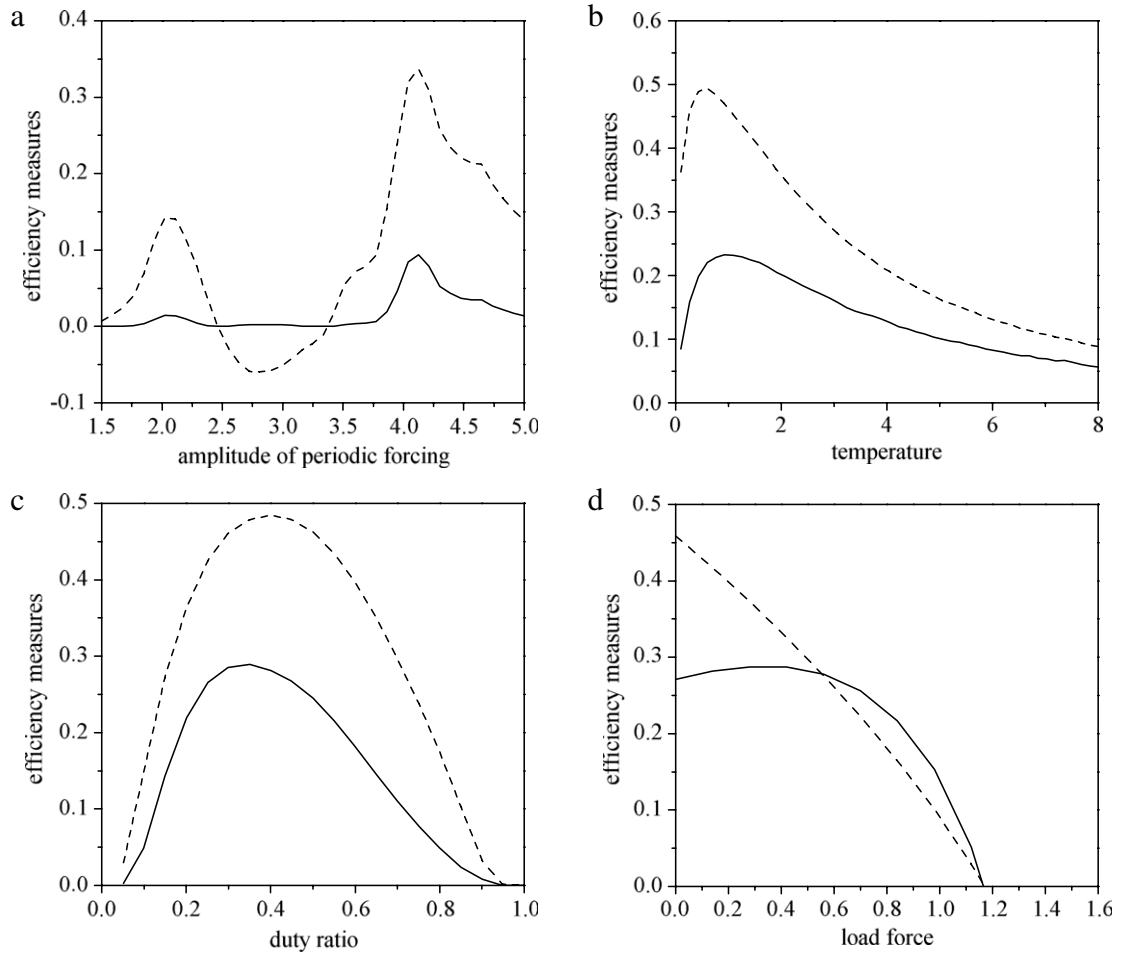 a
0.4
0.3
0.2
0.1
0.0
-0.1
efficiency measures
1.5 2.0 2.5 3.0 3.5 4.0 4.5 5.0
amplitude of periodic forcing
b
0.6
0.5
0.4
0.3
0.2
0.1
0.0
efficiency measures
0 2 4 6 8
temperature
c
0.5
0.4
0.3
0.2
0.1
0.0
efficiency measures
0.0 0.2 0.4 0.6 0.8 1.0
duty ratio
d
0.5
0.4
0.3
0.2
0.1
0.0
efficiency measures
0.0 0.2 0.4 0.6 0.8 1.0 1.2 1.4 1.6
load force